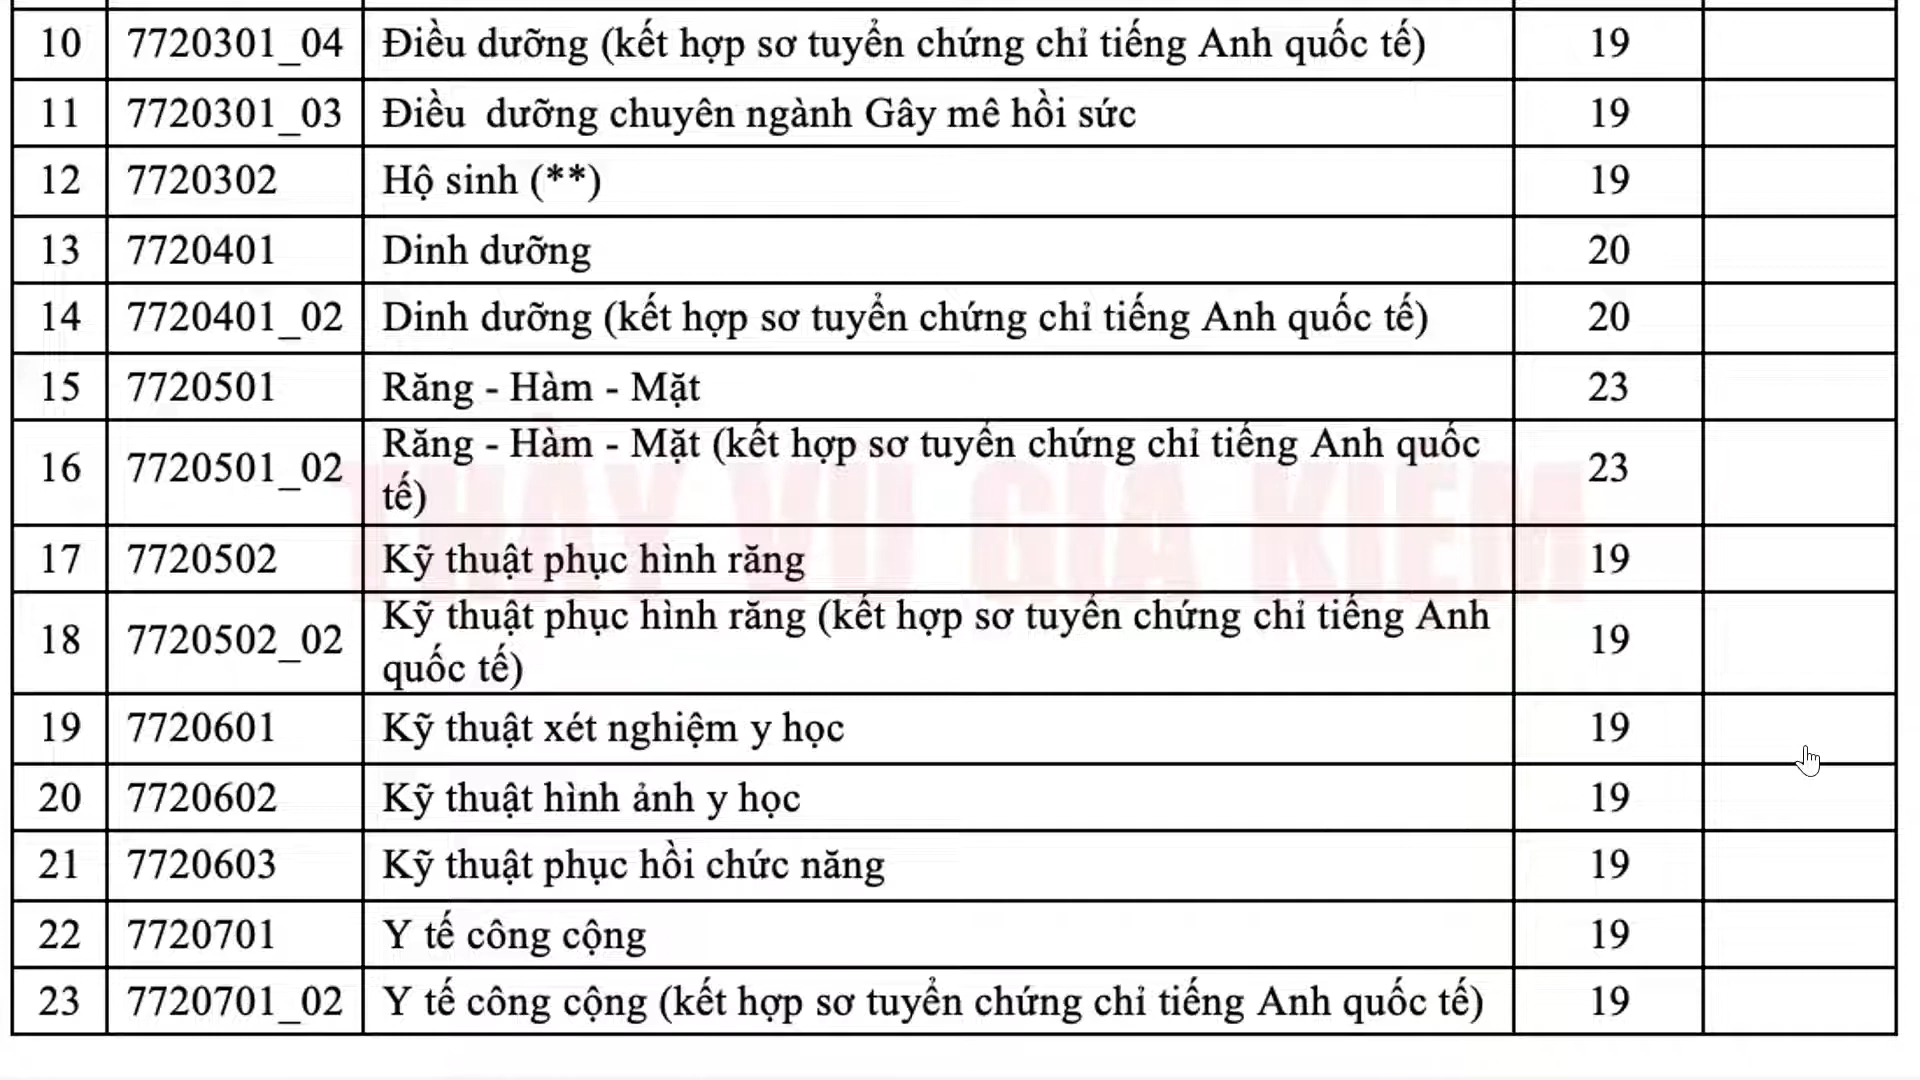 10 7720301_04 Điều dưỡng (kết hợp sơ tuyển chứng chỉ tiếng Anh quốc tế) 19
11 7720301_03 Điều dưỡng chuyên ngành Gây mê hồi sức 19
12 7720302 Hộ sinh (**) 19
13 7720401 Dinh dưỡng 20
14 7720401_02 Dinh dưỡng (kết hợp sơ tuyển chứng chỉ tiếng Anh quốc tế) 20
15 7720501 Răng - Hàm - Mặt 23
16 7720501_02 Răng - Hàm - Mặt (kết hợp sơ tuyển chứng chỉ tiếng Anh quốc 23
tế)
THẦY VŨ GIA KIEM
17 7720502 Kỹ thuật phục hình răng 19
18 7720502_02 Kỹ thuật phục hình răng (kết hợp sơ tuyển chứng chỉ tiếng Anh 19
quốc tế)
19 7720601 Kỹ thuật xét nghiệm y học 19
20 7720602 Kỹ thuật hình ảnh y học 19
21 7720603 Kỹ thuật phục hồi chức năng 19
22 7720701 Y tế công cộng 19
23 7720701_02 Y tế công cộng (kết hợp sơ tuyển chứng chỉ tiếng Anh quốc tế) 19